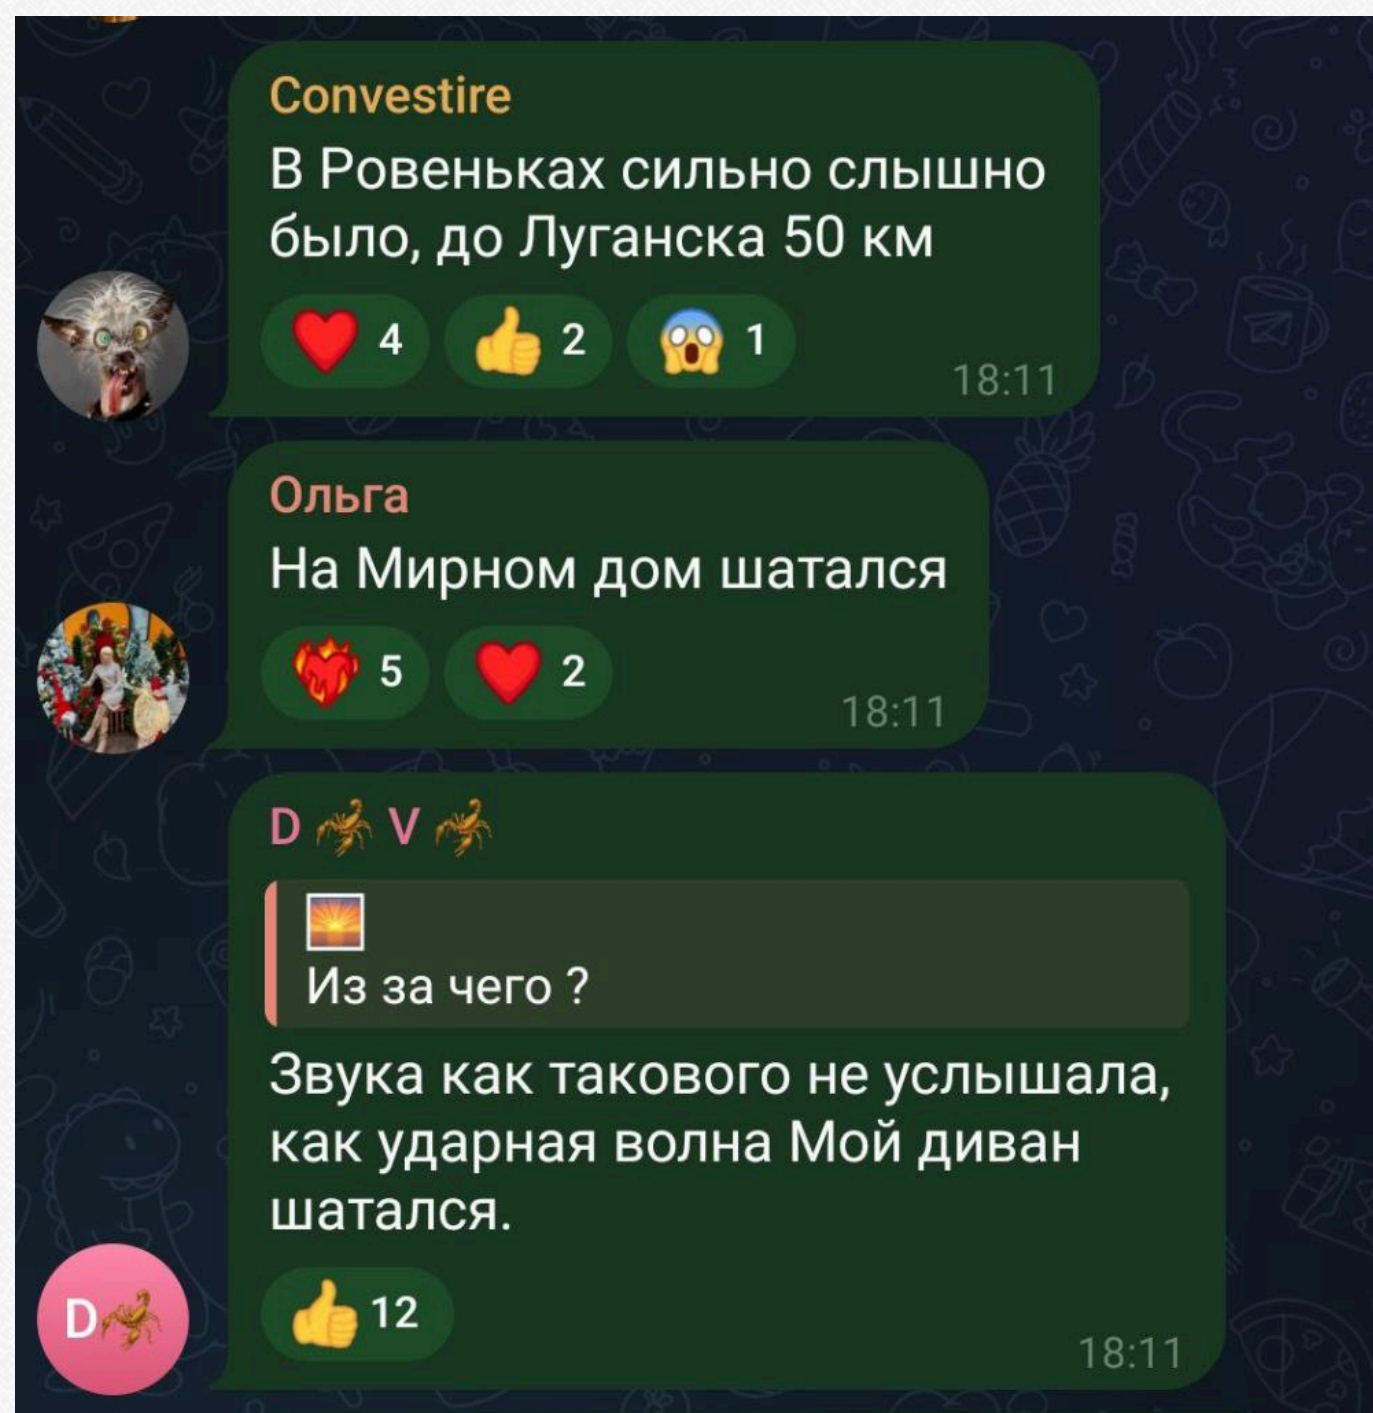 Convestire
В Ровеньках сильно слышно
было, до Луганска 50 км
4 2 1
18:11
Ольга
На Мирном дом шатался
5 2
18:11
D 🦂 V 🦂
Из за чего ?
Звука как такового не услышала,
как ударная волна Мой диван
шатался.
D🦂
12
18:11